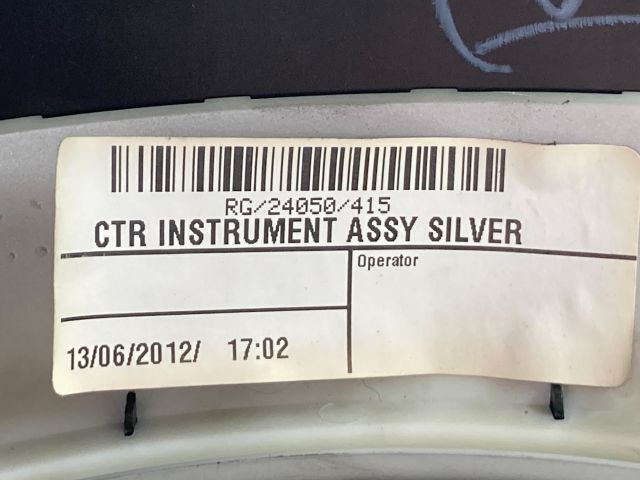 RG/24050/415
CTR INSTRUMENT ASSY SILVER
Operator
13/06/2012/ 17:02